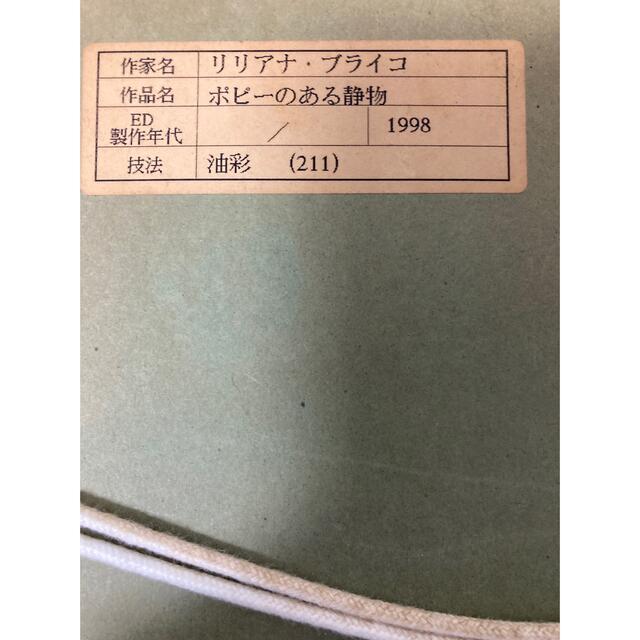 作家名 リリアナ・ブライコ
作品名 ポピーのある静物
ED
製作年代 / 1998
技法 油彩 (211)